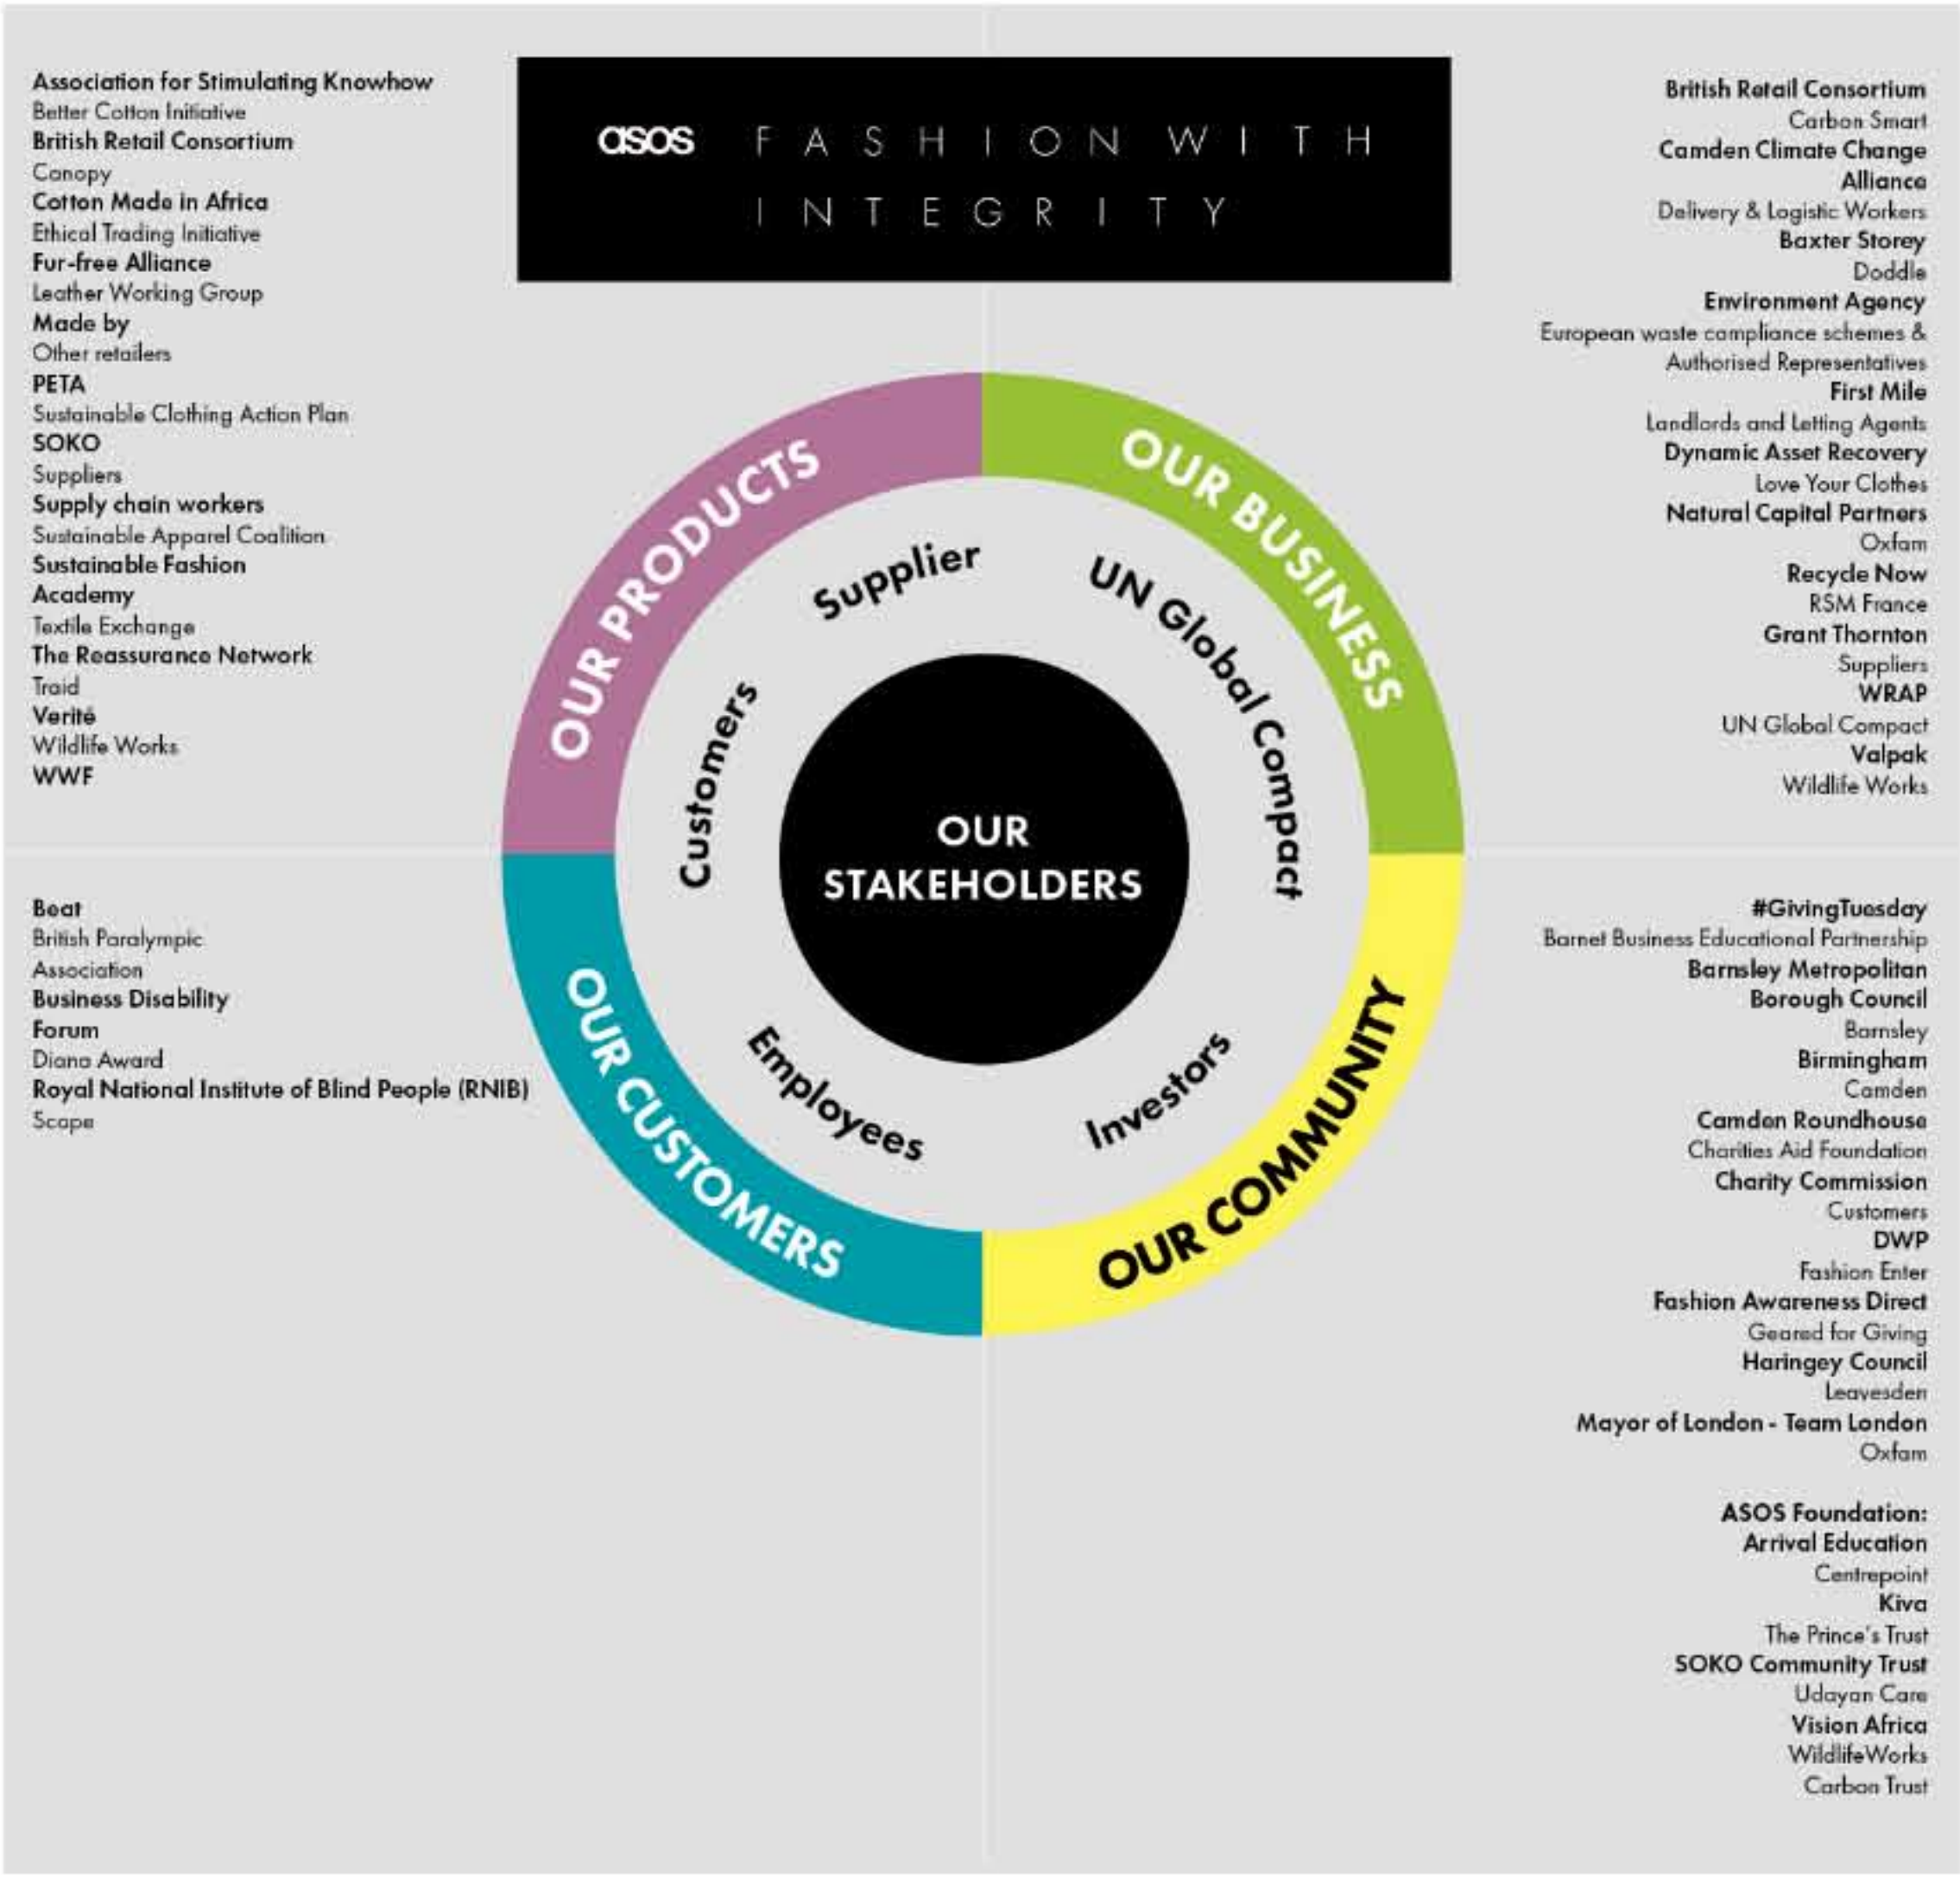 asos FASHION WITH
INTEGRITY
Association for Stimulating Knowhow
Better Cotton Initiative
British Retail Consortium
Canopy
Cotton Made in Africa
Ethical Trading Initiative
Fur-free Alliance
Leather Working Group
Made by
Other retailers
PETA
Sustainable Clothing Action Plan
SOKO
Suppliers
Supply chain workers
Sustainable Apparel Coalition
Sustainable Fashion
Academy
Textile Exchange
The Reassurance Network
Traid
Verité
Wildlife Works
WWF
British Retail Consortium
Carbon Smart
Camden Climate Change
Alliance
Delivery & Logistic Workers
Baxter Storey
Doddle
Environment Agency
European waste compliance schemes &
Authorised Representatives
First Mile
Landlords and Letting Agents
Dynamic Asset Recovery
Love Your Clothes
Natural Capital Partners
Oxfam
Recycle Now
RSM France
Grant Thornton
Suppliers
WRAP
UN Global Compact
Valpak
Wildlife Works
OUR PRODUCTS
OUR BUSINESS
Supplier
UN Global Compact
Customers
OUR
STAKEHOLDERS
Employees
Investors
OUR CUSTOMERS
OUR COMMUNITY
Beat
British Paralympic
Association
Business Disability
Forum
Diana Award
Royal National Institute of Blind People (RNIB)
Scope
#GivingTuesday
Barnet Business Educational Partnership
Barnsley Metropolitan
Borough Council
Barnsley
Birmingham
Camden
Camden Roundhouse
Charities Aid Foundation
Charity Commission
Customers
DWP
Fashion Enter
Fashion Awareness Direct
Geared for Giving
Haringey Council
Leavesden
Mayor of London - Team London
Oxfam
ASOS Foundation:
Arrival Education
Centrepoint
Kiva
The Prince's Trust
SOKO Community Trust
Udayan Care
Vision Africa
WildlifeWorks
Carbon Trust